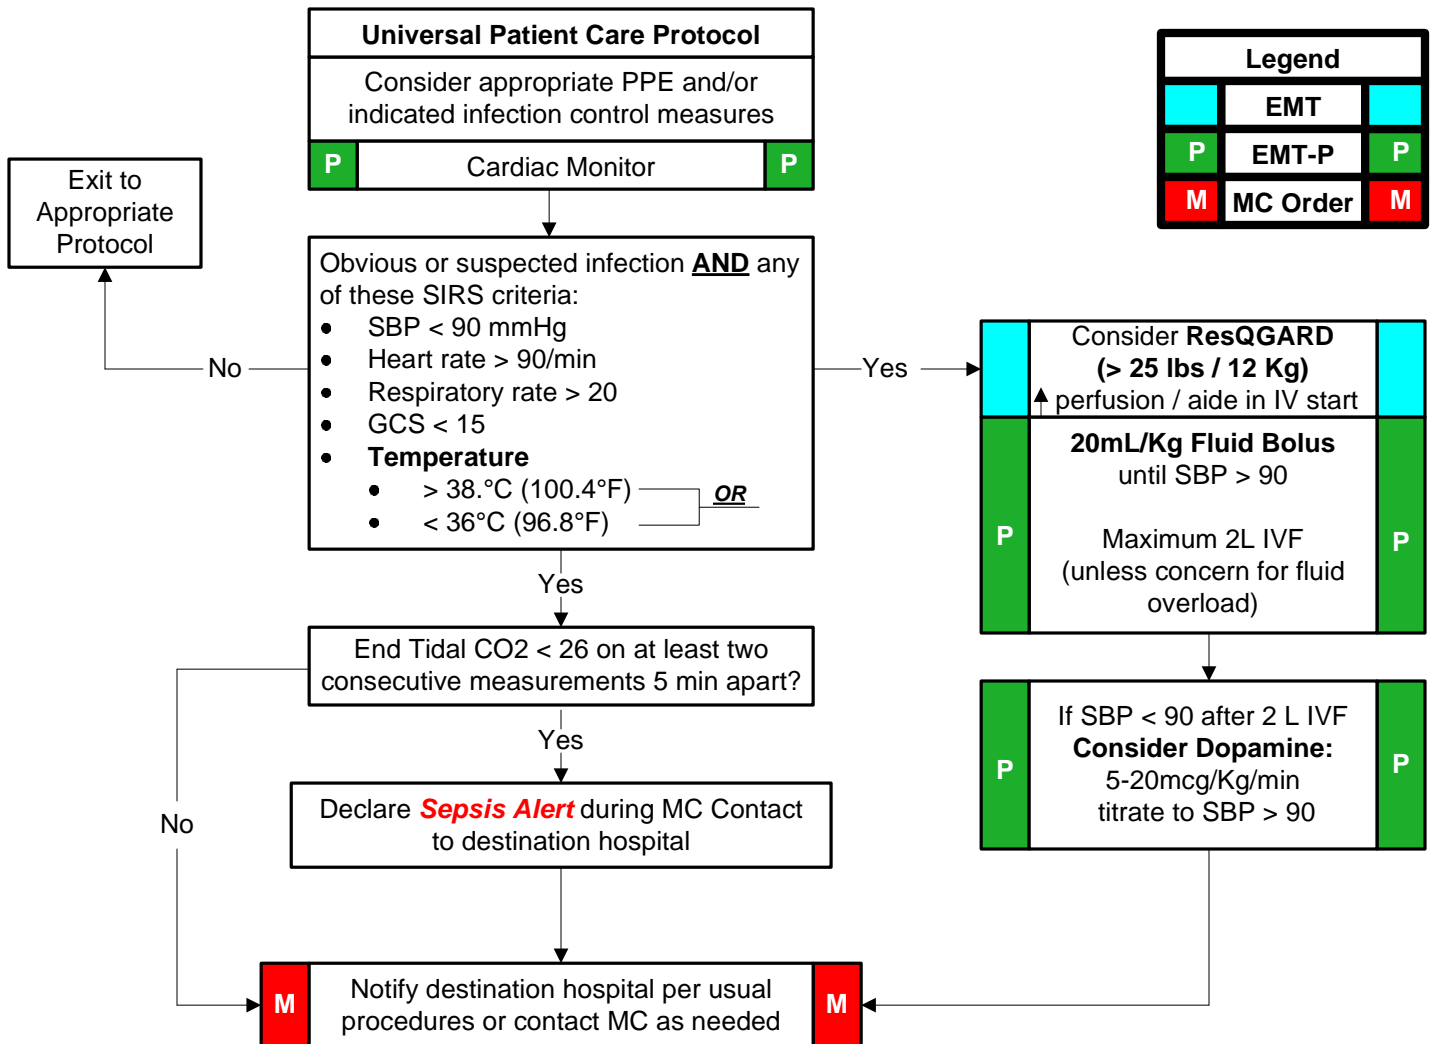 Universal Patient Care Protocol
Consider appropriate PPE and/or
indicated infection control measures
P Cardiac Monitor P
Legend
EMT
P EMT-P P
M MC Order M
Exit to
Appropriate
Protocol
Obvious or suspected infection AND any
of these SIRS criteria:
• SBP < 90 mmHg
• Heart rate > 90/min
• Respiratory rate > 20
• GCS < 15
• Temperature
• > 38.°C (100.4°F)
• < 36°C (96.8°F)
OR
No
Yes
Consider ResQGARD
(> 25 lbs / 12 Kg)
perfusion / aide in IV start
20mL/Kg Fluid Bolus
until SBP > 90
P P
Maximum 2L IVF
(unless concern for fluid
overload)
Yes
End Tidal CO2 < 26 on at least two
consecutive measurements 5 min apart?
If SBP < 90 after 2 L IVF
Consider Dopamine:
P P
5-20mcg/Kg/min
titrate to SBP > 90
Yes
No
Declare Sepsis Alert during MC Contact
to destination hospital
M M
Notify destination hospital per usual
procedures or contact MC as needed